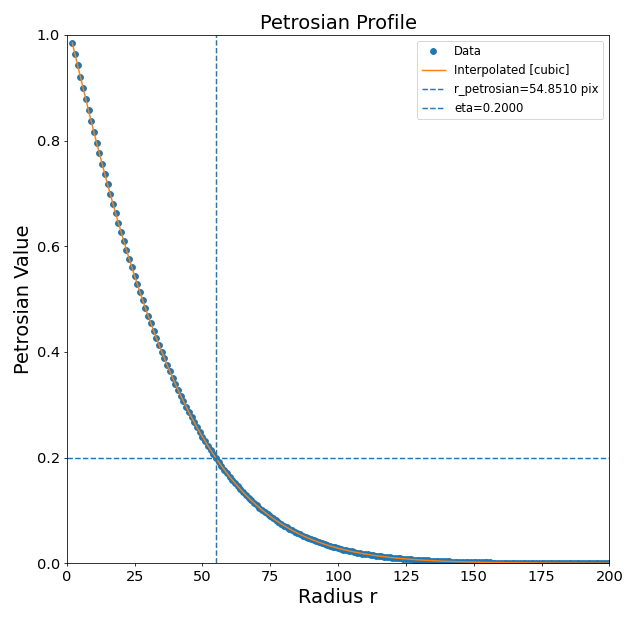 Petrosian Profile
Data
Interpolated [cubic]
r_petrosian=54.8510 pix
eta=0.2000
Petrosian Value
1.0
0.8
0.6
0.4
0.2
0.0
0 25 50 75 100 125 150 175 200
Radius r